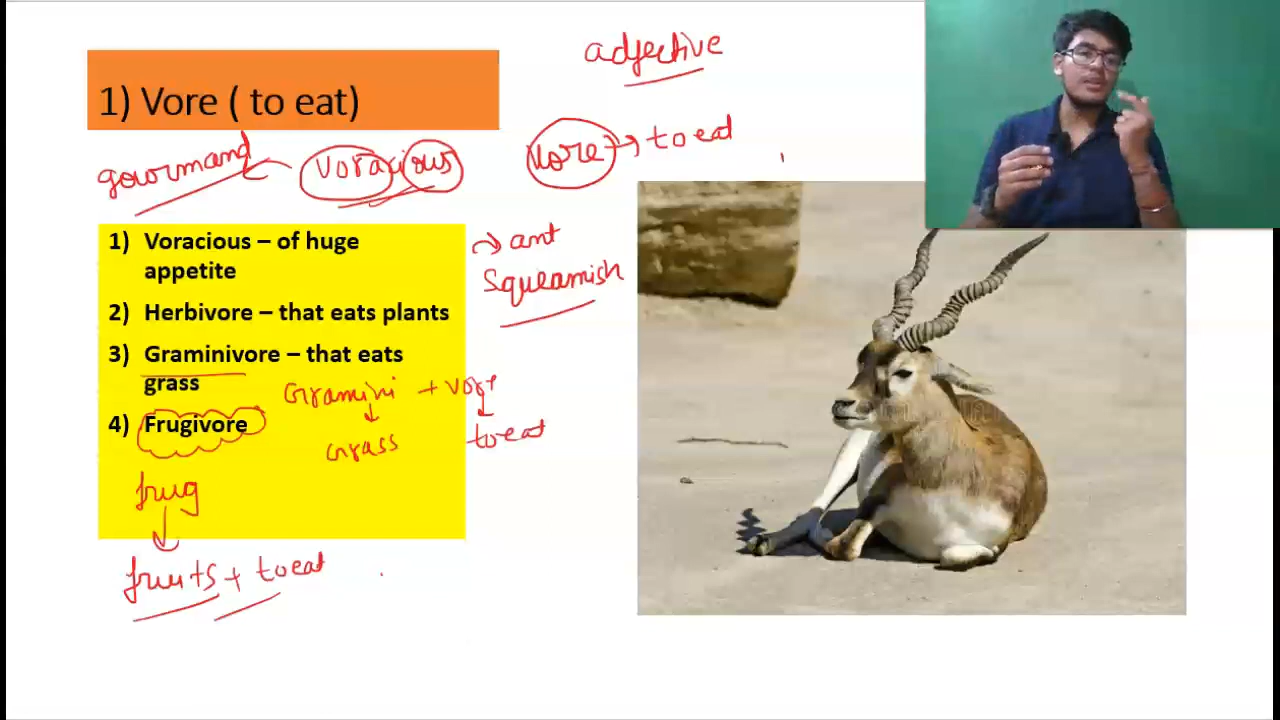 adjective
1) Vore ( to eat)
gourmand
voracious
vore → to eat
1) Voracious – of huge
appetite
→ ant
Squeamish
2) Herbivore – that eats plants
3) Graminivore – that eats
grass
Gramini + vore
4) Frugivore
Grass
to eat
frug
fruits + to eat